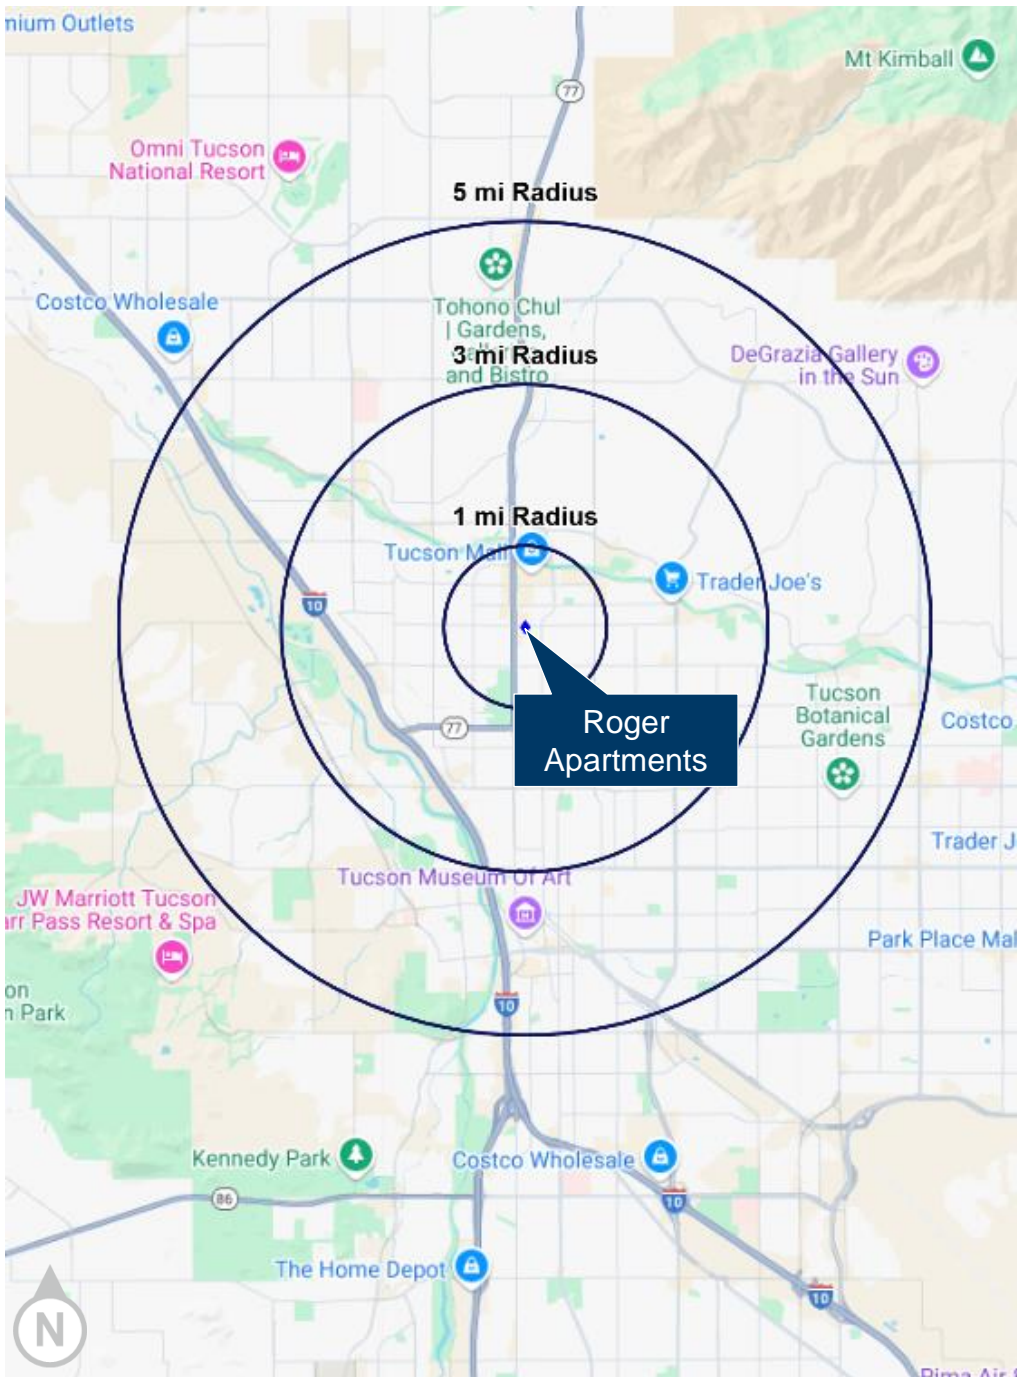 nium Outlets
Mt Kimball
77
Omni Tucson
National Resort
5 mi Radius
Costco Wholesale
Tohono Chul
| Gardens,
and Bistro
3 mi Radius
DeGrazia Gallery
in the Sun
1 mi Radius
Tucson Mall
Trader Joe's
10
Tucson
Botanical
Gardens
Costco
77
Roger
Apartments
Trader J
Tucson Museum Of Art
JW Marriott Tucson
arr Pass Resort & Spa
Park Place Mal
on
n Park
10
Kennedy Park
Costco Wholesale
86
10
The Home Depot
10
N
Pima Air &